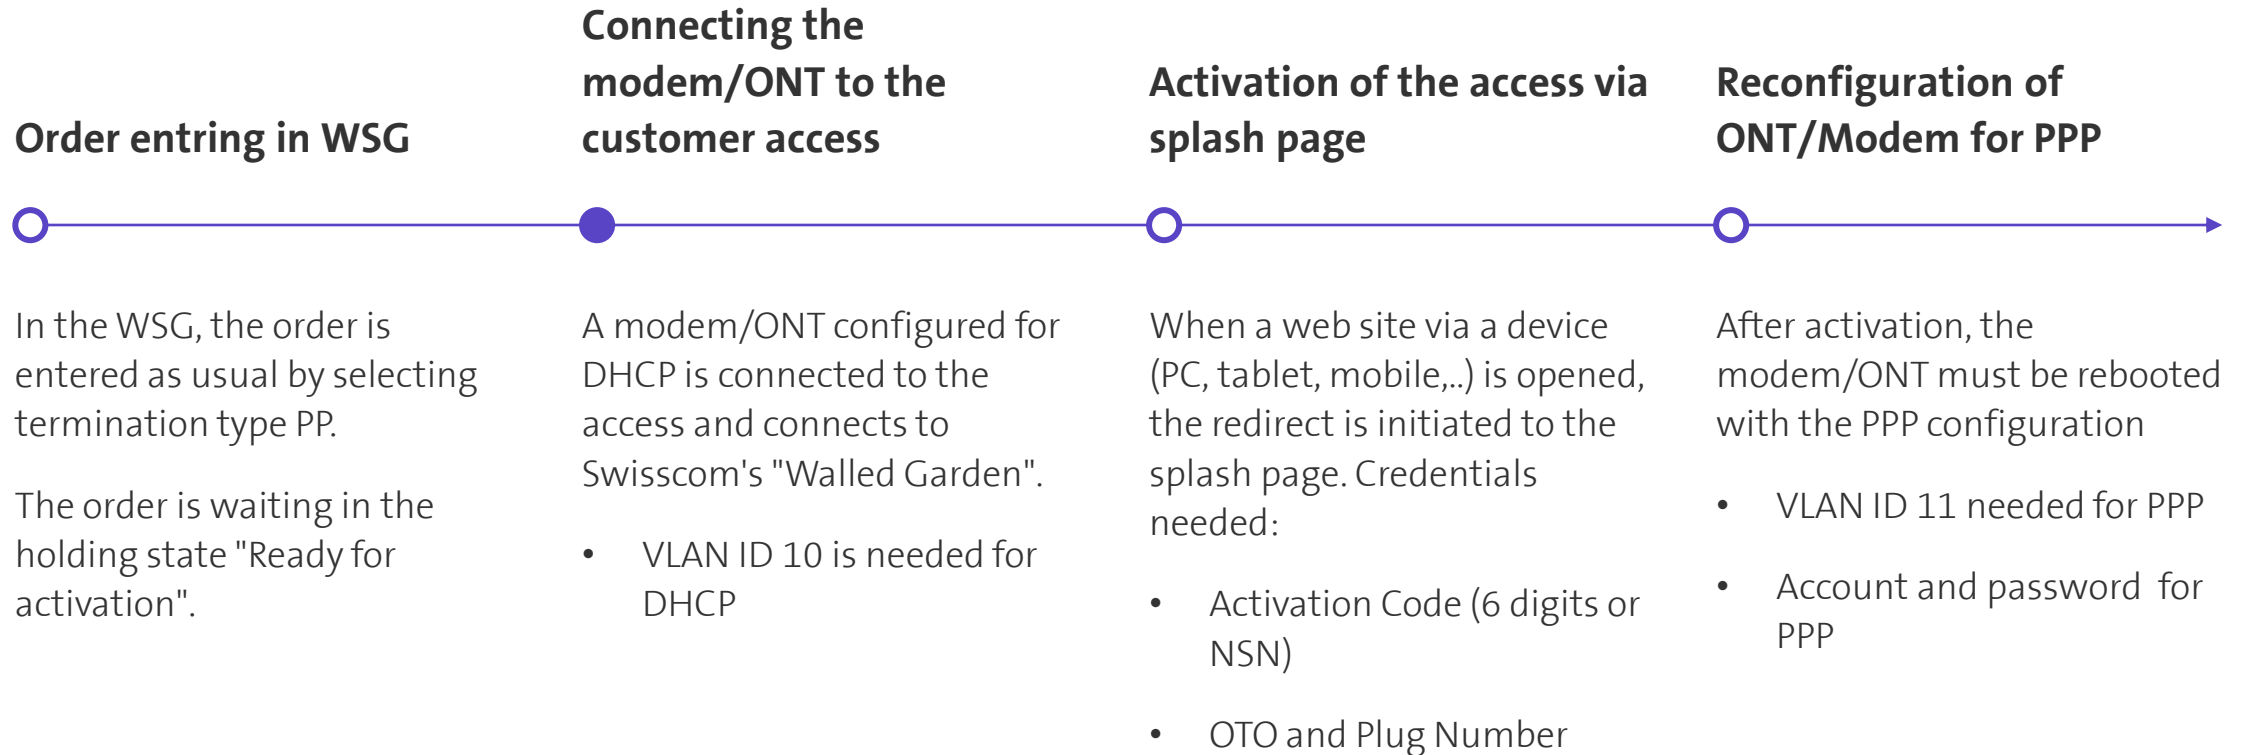 Order entring in WSG
Connecting the
modem/ONT to the
customer access
Activation of the access via
splash page
Reconfiguration of
ONT/Modem for PPP
In the WSG, the order is
entered as usual by selecting
termination type PP.
The order is waiting in the
holding state "Ready for
activation".
A modem/ONT configured for
DHCP is connected to the
access and connects to
Swisscom's "Walled Garden".
• VLAN ID 10 is needed for
DHCP
When a web site via a device
(PC, tablet, mobile,..) is opened,
the redirect is initiated to the
splash page. Credentials
needed:
• Activation Code (6 digits or
NSN)
• OTO and Plug Number
After activation, the
modem/ONT must be rebooted
with the PPP configuration
• VLAN ID 11 needed for PPP
• Account and password  for
PPP